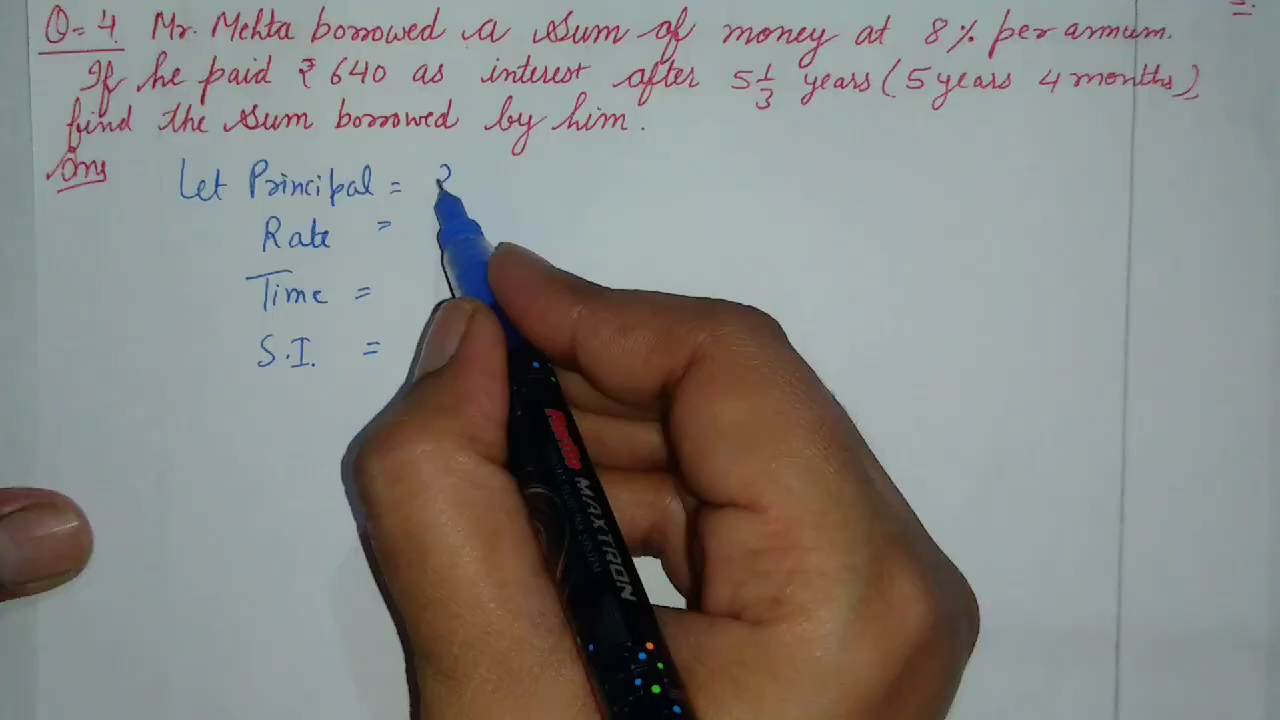 Q=4. Mr. Mehta borrowed a sum of money at 8% per annum.
If he paid ₹640 as interest after 5 1/3 years (5 years 4 months)
find the sum borrowed by him.
Ans
Let Principal = ?
Rate =
Time =
S.I. =
MAXTRON